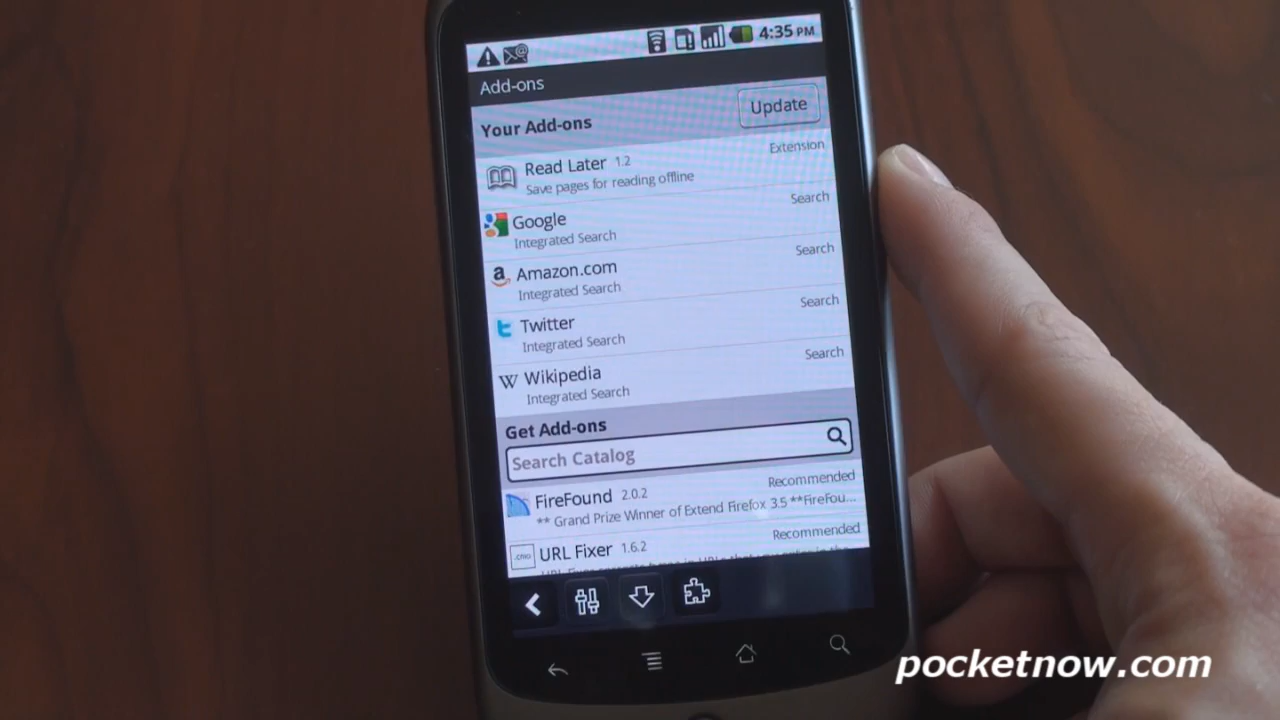 4:35 PM
Add-ons
Your Add-ons Update
Read Later 1.2 Extension
Save pages for reading offline
Google Search
Integrated Search
a Amazon.com Search
Integrated Search
t Twitter Search
Integrated Search
W Wikipedia Search
Integrated Search
Get Add-ons
Search Catalog
FireFound 2.0.2 Recommended
** Grand Prize Winner of Extend Firefox 3.5 **FireFou...
URL Fixer 1.6.2 Recommended
pocketnow.com